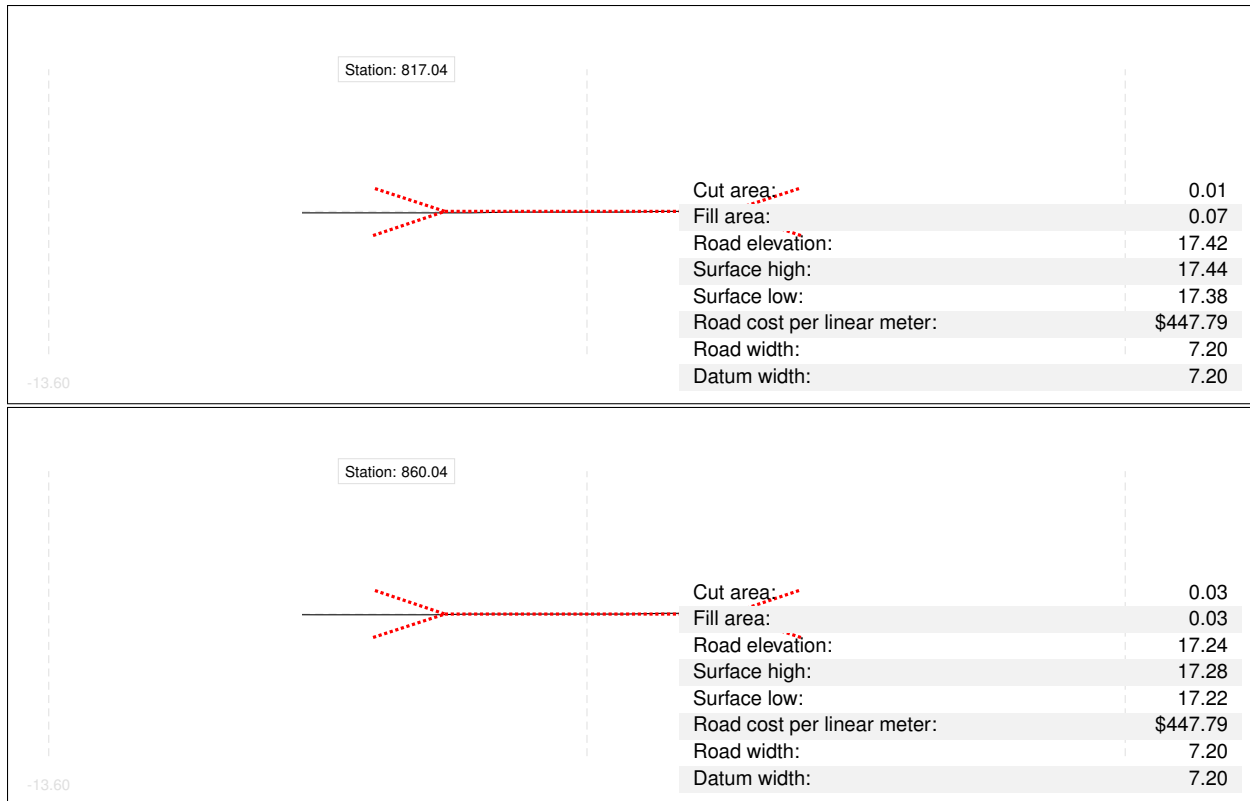 Station: 817.04
Cut area: 0.01
Fill area: 0.07
Road elevation: 17.42
Surface high: 17.44
Surface low: 17.38
Road cost per linear meter: $447.79
Road width: 7.20
Datum width: 7.20
-13.60
Station: 860.04
Cut area: 0.03
Fill area: 0.03
Road elevation: 17.24
Surface high: 17.28
Surface low: 17.22
Road cost per linear meter: $447.79
Road width: 7.20
Datum width: 7.20
-13.60